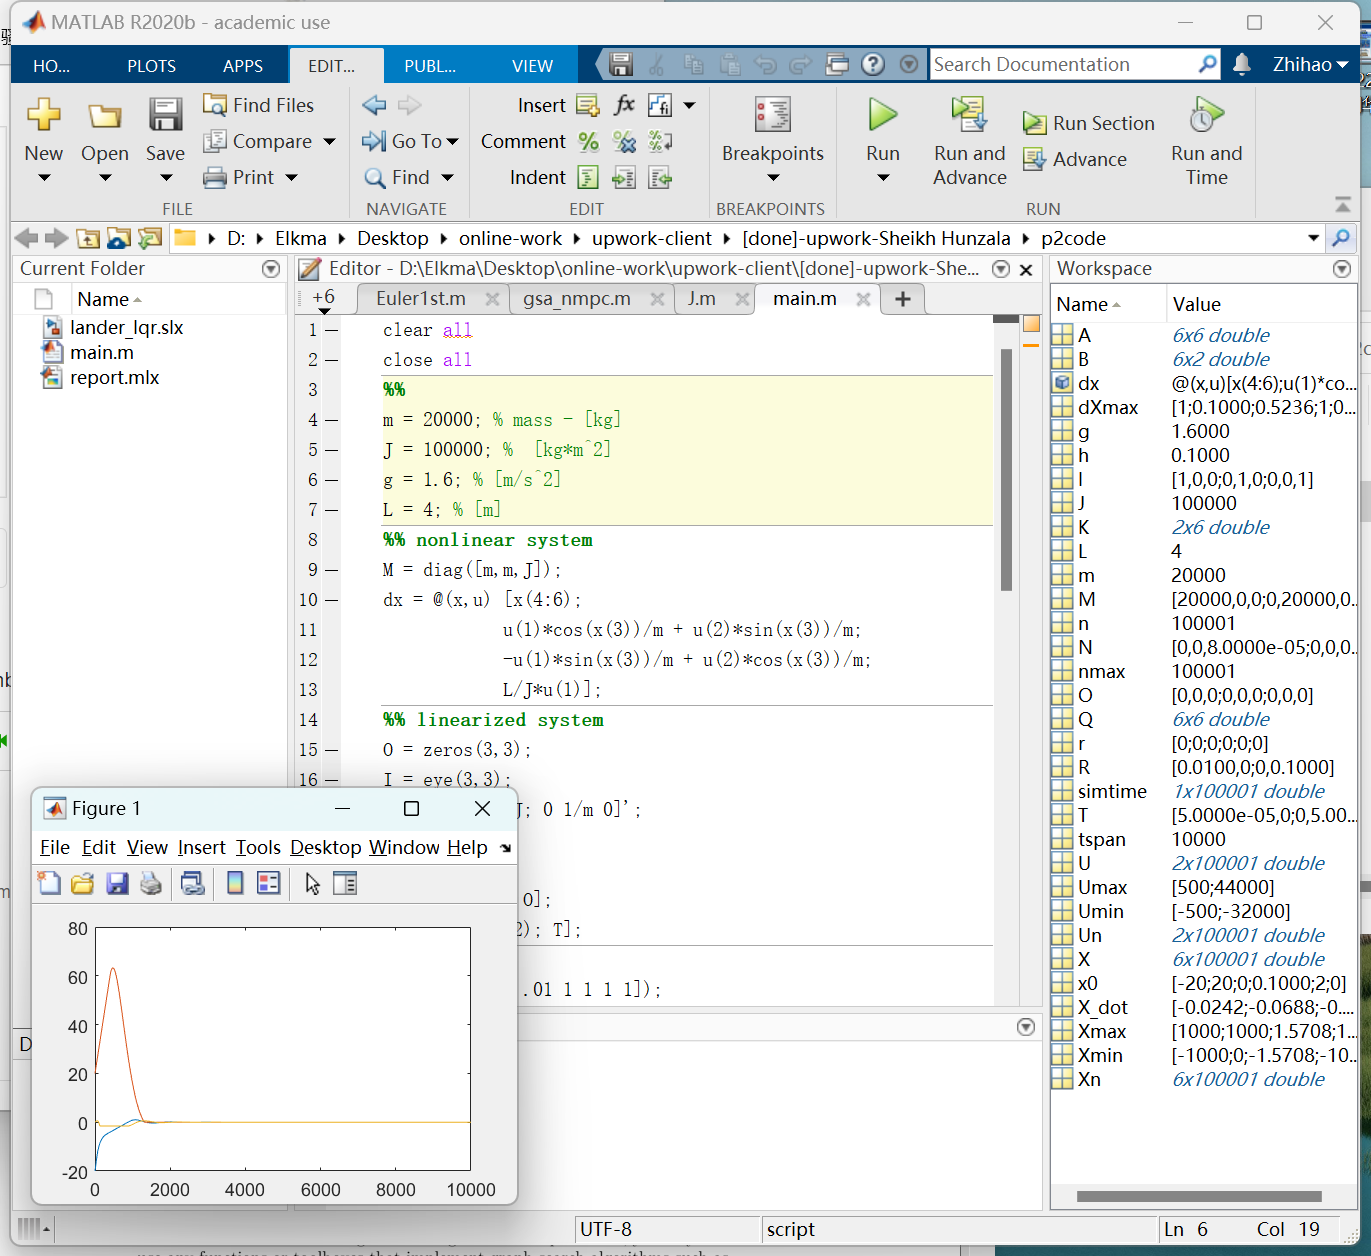 MATLAB R2020b - academic use
HO... PLOTS APPS EDIT... PUBL... VIEW Search Documentation Zhihao
New Open Save Find Files Compare Print
FILE
Go To Find
NAVIGATE
Insert fx
Comment
Indent
EDIT
Breakpoints
BREAKPOINTS
Run Run and Advance Run Section Advance Run and Time
RUN
D: Elkma Desktop online-work upwork-client [done]-upwork-Sheikh Hunzala p2code
Current Folder
Name
lander_lqr.slx
main.m
report.mlx
Editor - D:\Elkma\Desktop\online-work\upwork-client\[done]-upwork-She...
+6 Euler1st.m gsa_nmpc.m J.m main.m +
1 clear all
2 close all
3 %%
4 m = 20000; % mass - [kg]
5 J = 100000; % [kg*m^2]
6 g = 1.6; % [m/s^2]
7 L = 4; % [m]
8 %% nonlinear system
9 M = diag([m,m,J]);
10 dx = @(x,u) [x(4:6);
11 u(1)*cos(x(3))/m + u(2)*sin(x(3))/m;
12 -u(1)*sin(x(3))/m + u(2)*cos(x(3))/m;
13 L/J*u(1)];
14 %% linearized system
15 O = zeros(3,3);
16 I = eye(3,3);
J; 0 1/m 0]';
0];
2); T];
.01 1 1 1 1]);
Workspace
Name Value
A 6x6 double
B 6x2 double
dx @(x,u)[x(4:6);u(1)*co...
dXmax [1;0.1000;0.5236;1;0...
g 1.6000
h 0.1000
I [1,0,0;0,1,0;0,0,1]
J 100000
K 2x6 double
L 4
m 20000
M [20000,0,0;0,20000,0...
n 100001
N [0,0,8.0000e-05;0,0,0...
nmax 100001
O [0,0,0;0,0,0;0,0,0]
Q 6x6 double
r [0;0;0;0;0;0]
R [0.0100,0;0,0.1000]
simtime 1x100001 double
T [5.0000e-05,0;0,5.00...
tspan 10000
U 2x100001 double
Umax [500;44000]
Umin [-500;-32000]
Un 2x100001 double
X 6x100001 double
x0 [-20;20;0;0.1000;2;0]
X_dot [-0.0242;-0.0688;-0....
Xmax [1000;1000;1.5708;1...
Xmin [-1000;0;-1.5708;-10...
Xn 6x100001 double
Figure 1
File Edit View Insert Tools Desktop Window Help
80
60
40
20
0
-20
0 2000 4000 6000 8000 10000
UTF-8 script Ln 6 Col 19